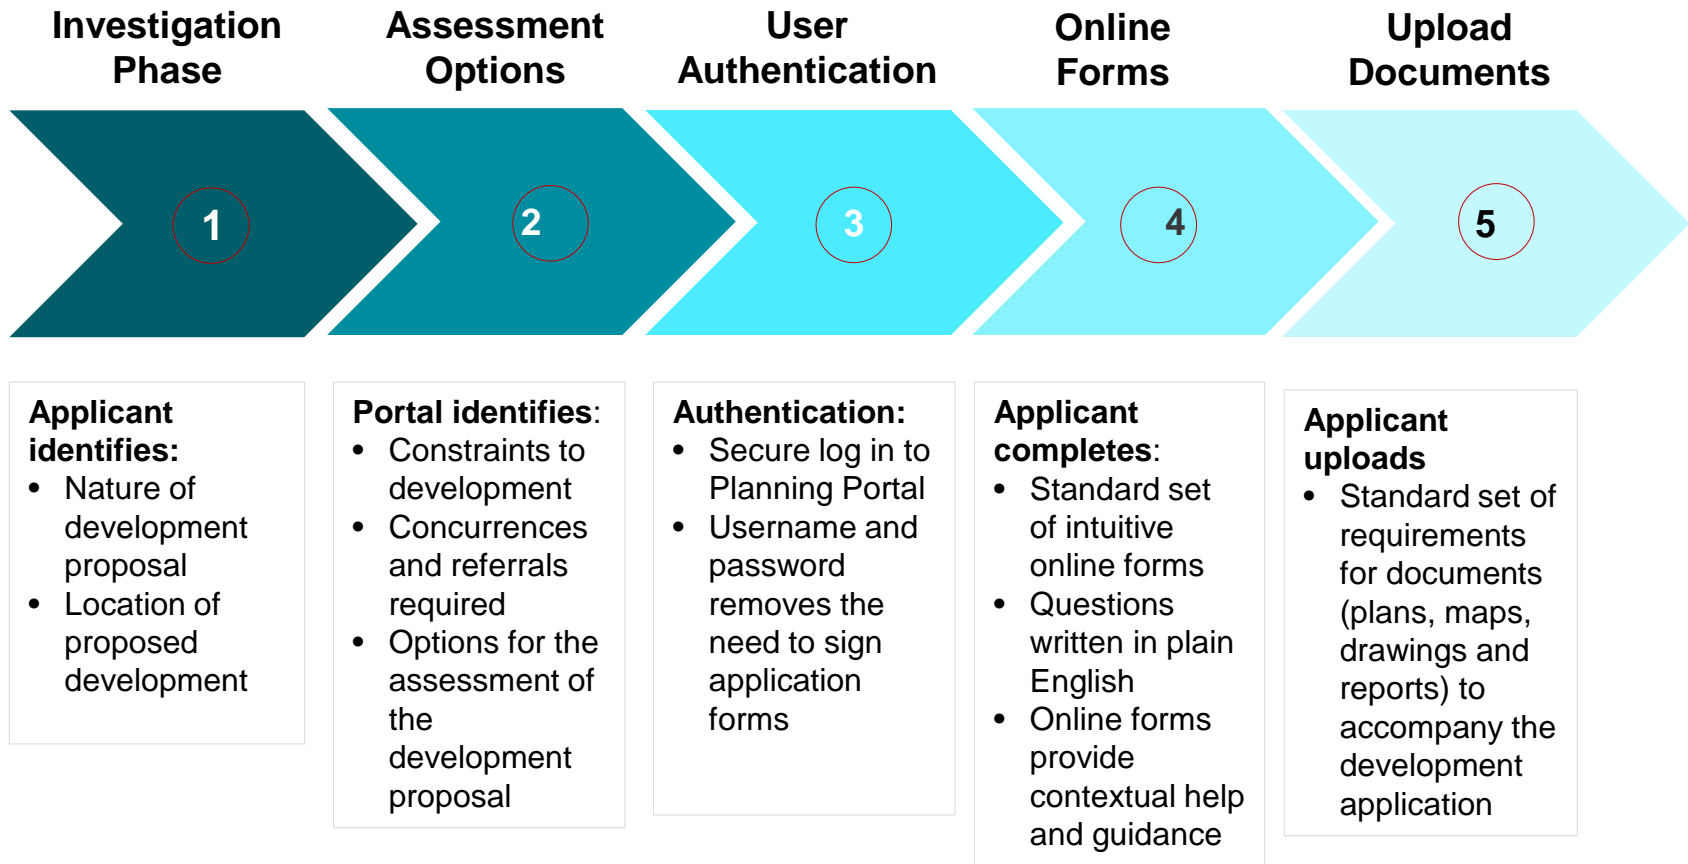 Investigation
Phase
Assessment
Options
User
Authentication
Online
Forms
Upload
Documents
1
2
3
4
5
Applicant
identifies:
• Nature of
development
proposal
• Location of
proposed
development
Portal identifies:
• Constraints to
development
• Concurrences
and referrals
required
• Options for the
assessment of
the
development
proposal
Authentication:
• Secure log in to
Planning Portal
• Username and
password
removes the
need to sign
application
forms
Applicant
completes:
• Standard set
of intuitive
online forms
• Questions
written in plain
English
• Online forms
provide
contextual help
and guidance
Applicant
uploads
• Standard set of
requirements
for documents
(plans, maps,
drawings and
reports) to
accompany the
development
application